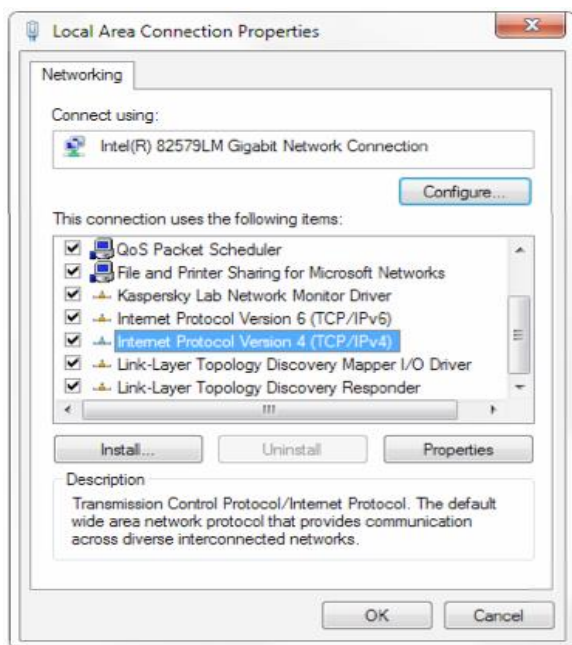 Local Area Connection Properties
Networking
Connect using:
Intel(R) 82579LM Gigabit Network Connection
Configure...
This connection uses the following items:
QoS Packet Scheduler
File and Printer Sharing for Microsoft Networks
Kaspersky Lab Network Monitor Driver
Internet Protocol Version 6 (TCP/IPv6)
Internet Protocol Version 4 (TCP/IPv4)
Link-Layer Topology Discovery Mapper I/O Driver
Link-Layer Topology Discovery Responder
Install...
Uninstall
Properties
Description
Transmission Control Protocol/Internet Protocol. The default
wide area network protocol that provides communication
across diverse interconnected networks.
OK
Cancel